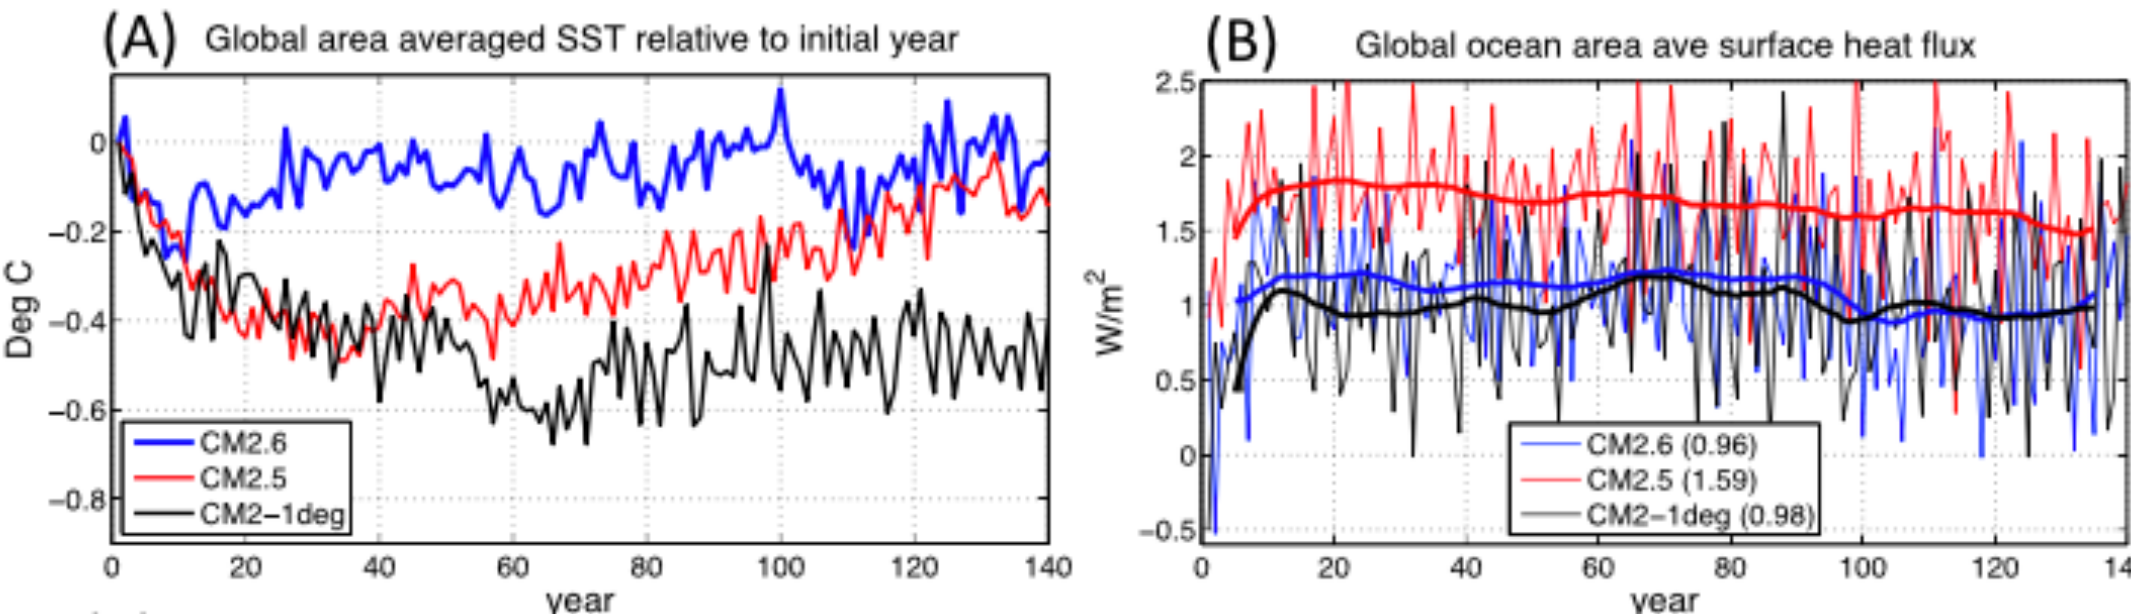 (A) Global area averaged SST relative to initial year
0
−0.2
−0.4
−0.6
−0.8
Deg C
CM2.6
CM2.5
CM2−1deg
0 20 40 60 80 100 120 140
year
(B) Global ocean area ave surface heat flux
2.5
2
1.5
1
0.5
0
−0.5
W/m²
CM2.6 (0.96)
CM2.5 (1.59)
CM2−1deg (0.98)
0 20 40 60 80 100 120 14
year